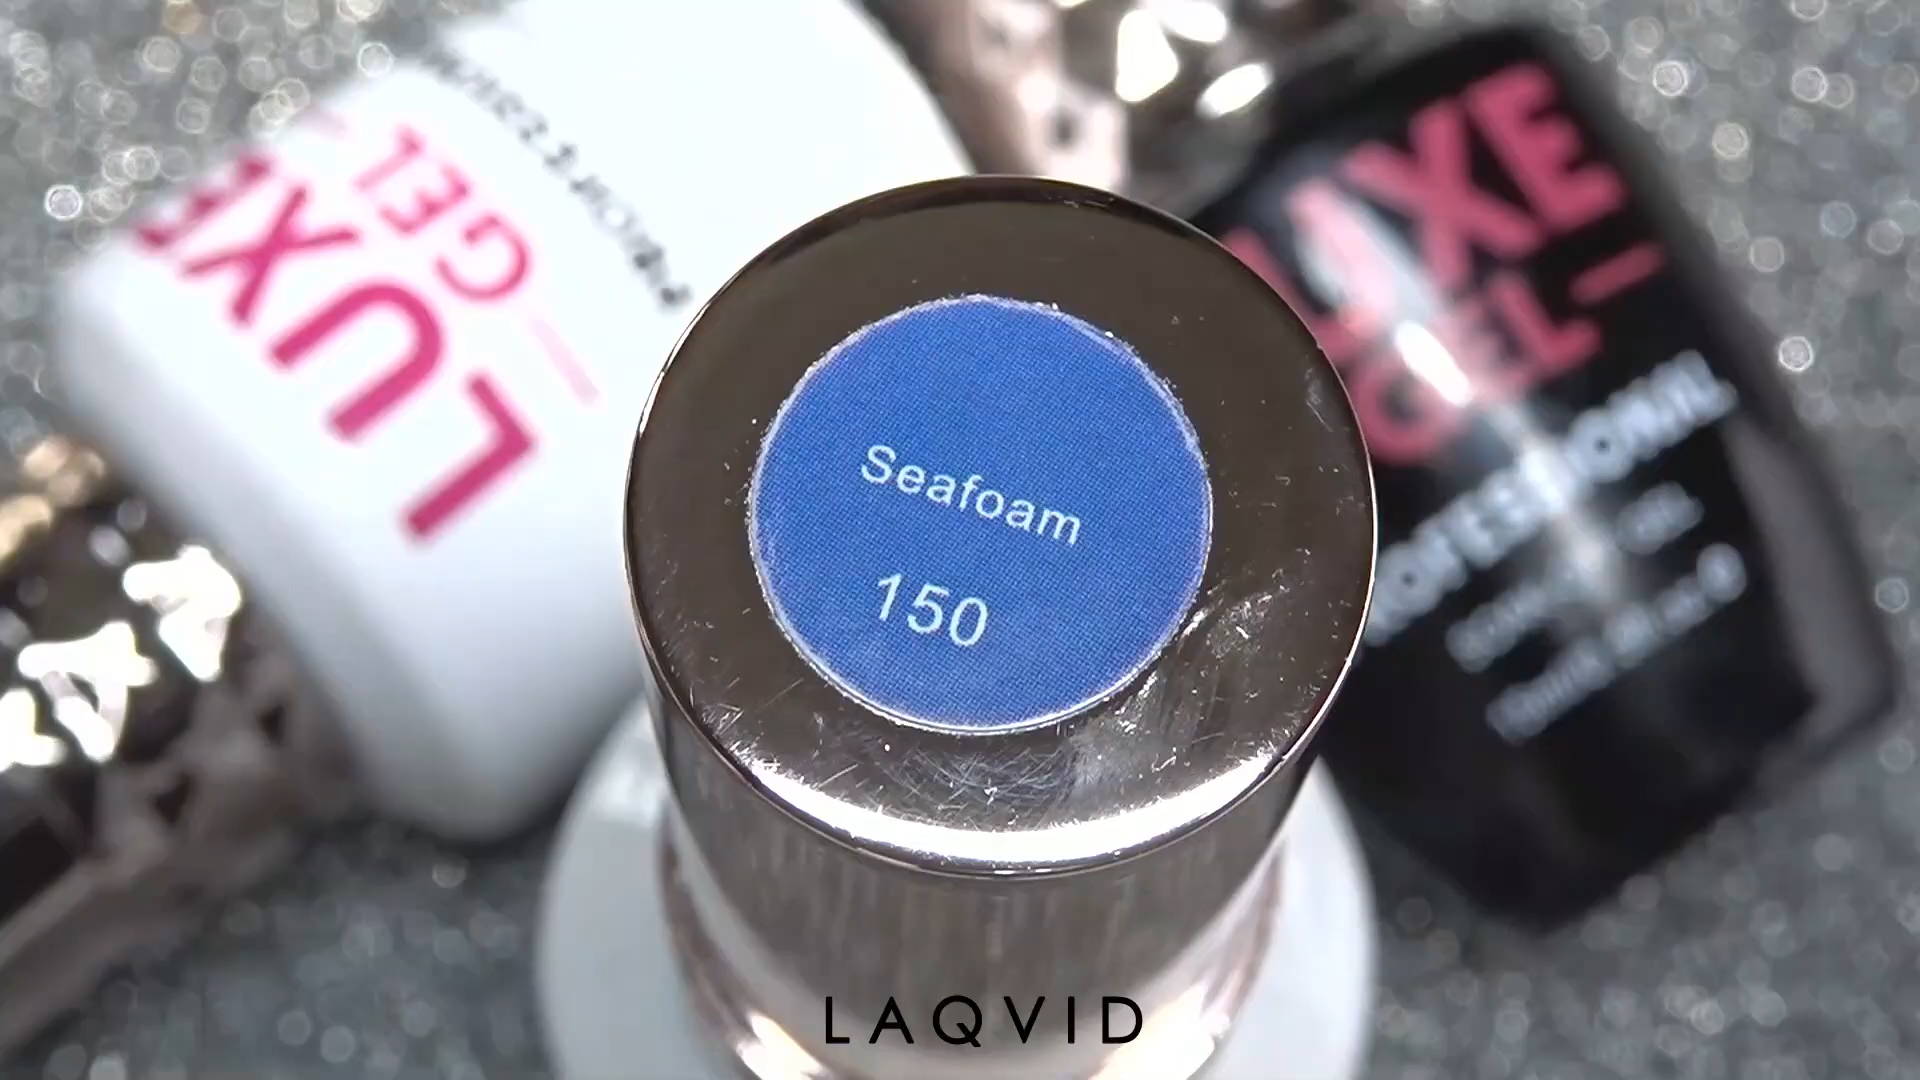 LUXE
GEL
LUXE
GEL
PROFESSIONAL
Seafoam
150
LAQVID